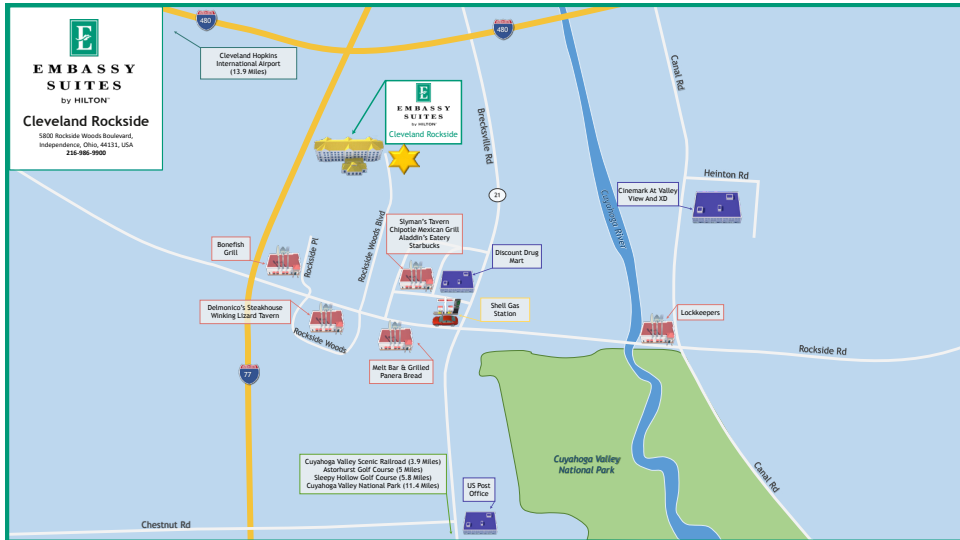 EMBASSY
SUITES
by HILTON™
Cleveland Rockside
5800 Rockside Woods Boulevard,
Independence, Ohio, 44131, USA
216-986-9900
480
480
Cleveland Hopkins
International Airport
(13.9 Miles)
EMBASSY
SUITES
by HILTON™
Cleveland Rockside
Brecksville Rd
Canal Rd
Heinton Rd
Cinemark At Valley
View And XD
21
Cuyahoga River
Slyman's Tavern
Chipotle Mexican Grill
Aladdin's Eatery
Starbucks
Rockside Woods Blvd
Rockside Pl
Bonefish
Grill
Discount Drug
Mart
Shell Gas
Station
Lockkeepers
Delmonico's Steakhouse
Winking Lizard Tavern
Rockside Woods
Rockside Rd
Melt Bar & Grilled
Panera Bread
77
Cuyahoga Valley Scenic Railroad (3.9 Miles)
Astorhurst Golf Course (5 Miles)
Sleepy Hollow Golf Course (5.8 Miles)
Cuyahoga Valley National Park (11.4 Miles)
Cuyahoga Valley
National Park
US Post
Office
Canal Rd
Chestnut Rd